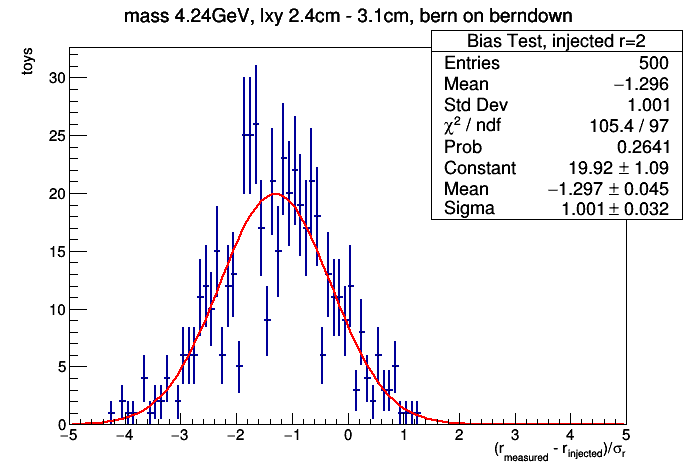 mass 4.24GeV, lxy 2.4cm - 3.1cm, bern on berndown
Bias Test, injected r=2
Entries 500
Mean −1.296
Std Dev 1.001
χ² / ndf 105.4 / 97
Prob 0.2641
Constant 19.92 ± 1.09
Mean −1.297 ± 0.045
Sigma 1.001 ± 0.032
toys
30
25
20
15
10
5
0
−5 −4 −3 −2 −1 0 1 2 3 4 5
(r_measured - r_injected)/σ_r